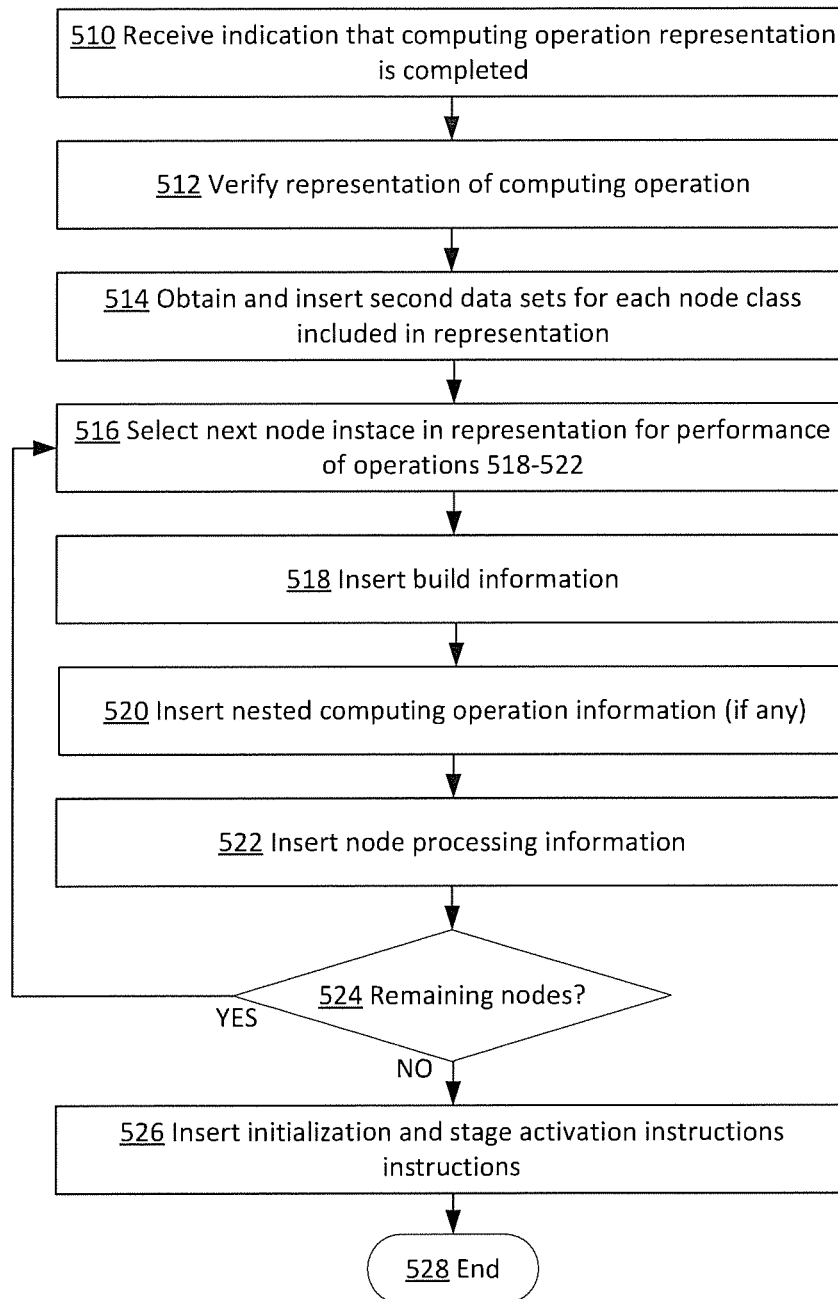 510 Receive indication that computing operation representation
is completed
512 Verify representation of computing operation
514 Obtain and insert second data sets for each node class
included in representation
516 Select next node instace in representation for performance
of operations 518-522
518 Insert build information
520 Insert nested computing operation information (if any)
522 Insert node processing information
524 Remaining nodes?
YES
NO
526 Insert initialization and stage activation instructions
instructions
528 End